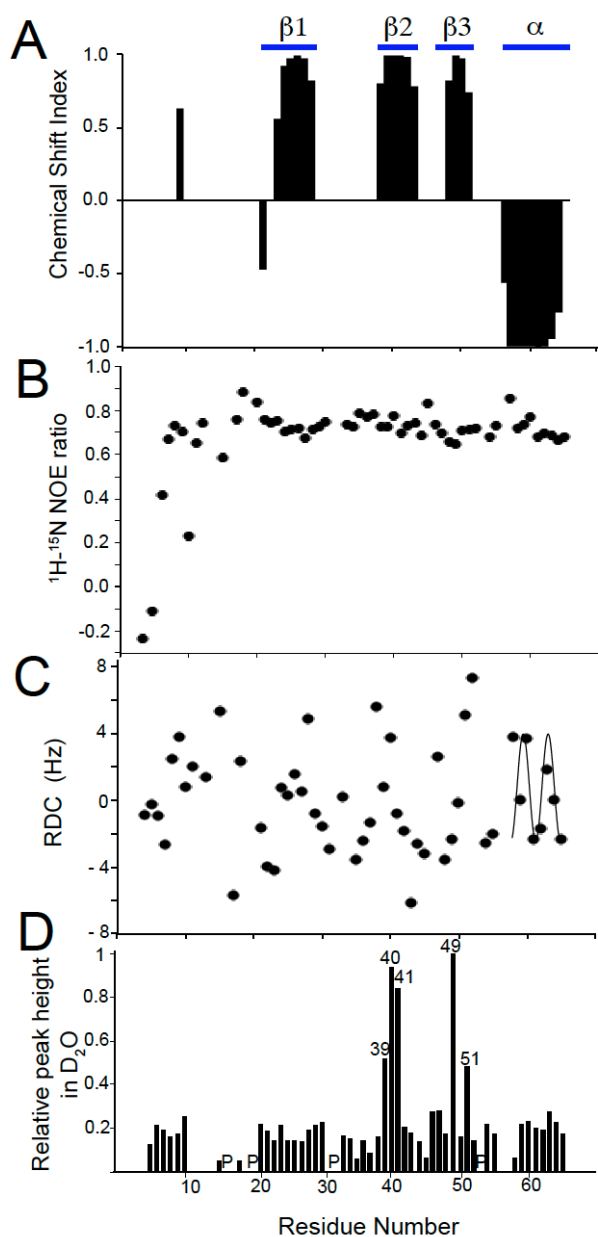 β1 β2 β3 α
A
Chemical Shift Index
1.0
0.5
0.0
-0.5
-1.0
B
¹H-¹⁵N NOE ratio
1.0
0.8
0.6
0.4
0.2
0.0
-0.2
C
RDC (Hz)
8
4
0
- 4
- 8
D
Relative peak height
in D₂O
1
0.8
0.6
0.4
0.2
39
40
41
49
51
P P P P
10 20 30 40 50 60
Residue Number